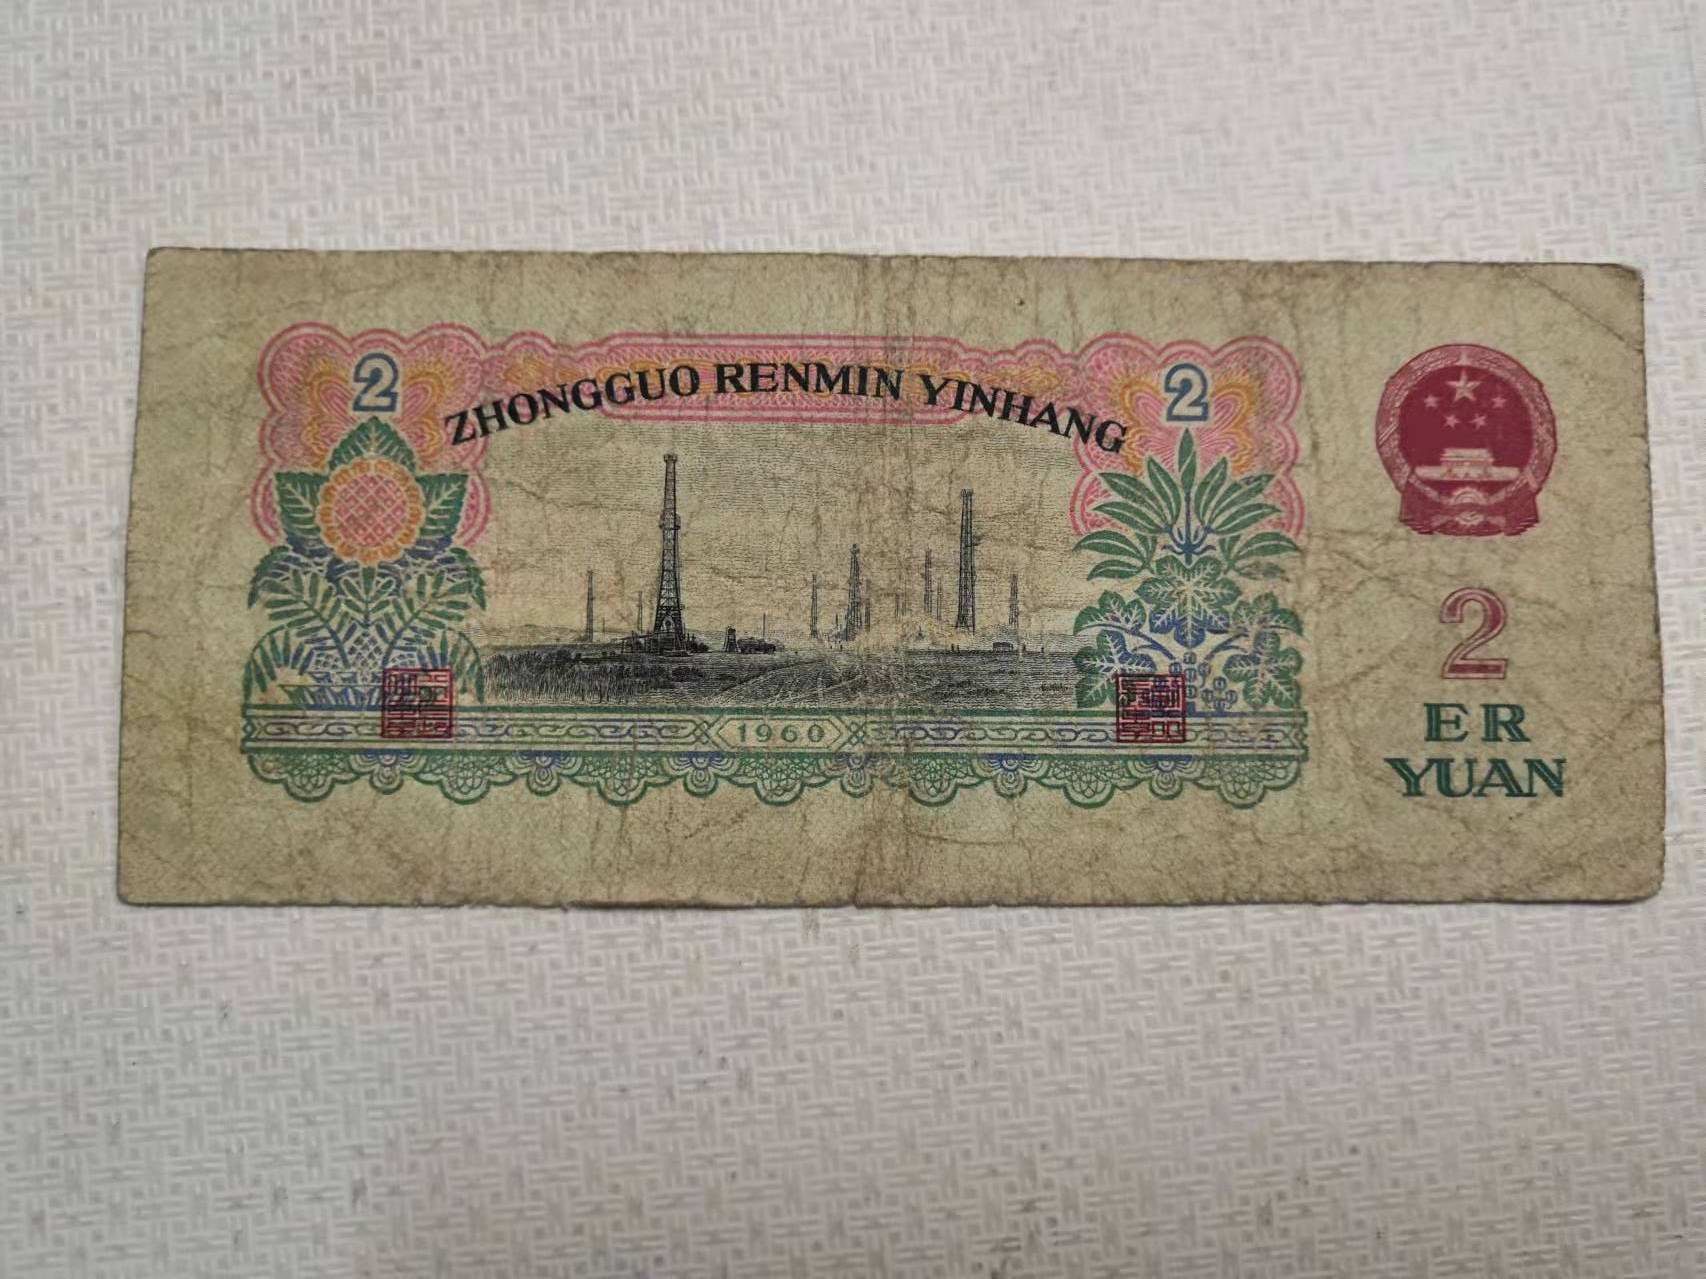 2
2
ZHONGGUO RENMIN YINHANG
1960
2
ER
YUAN